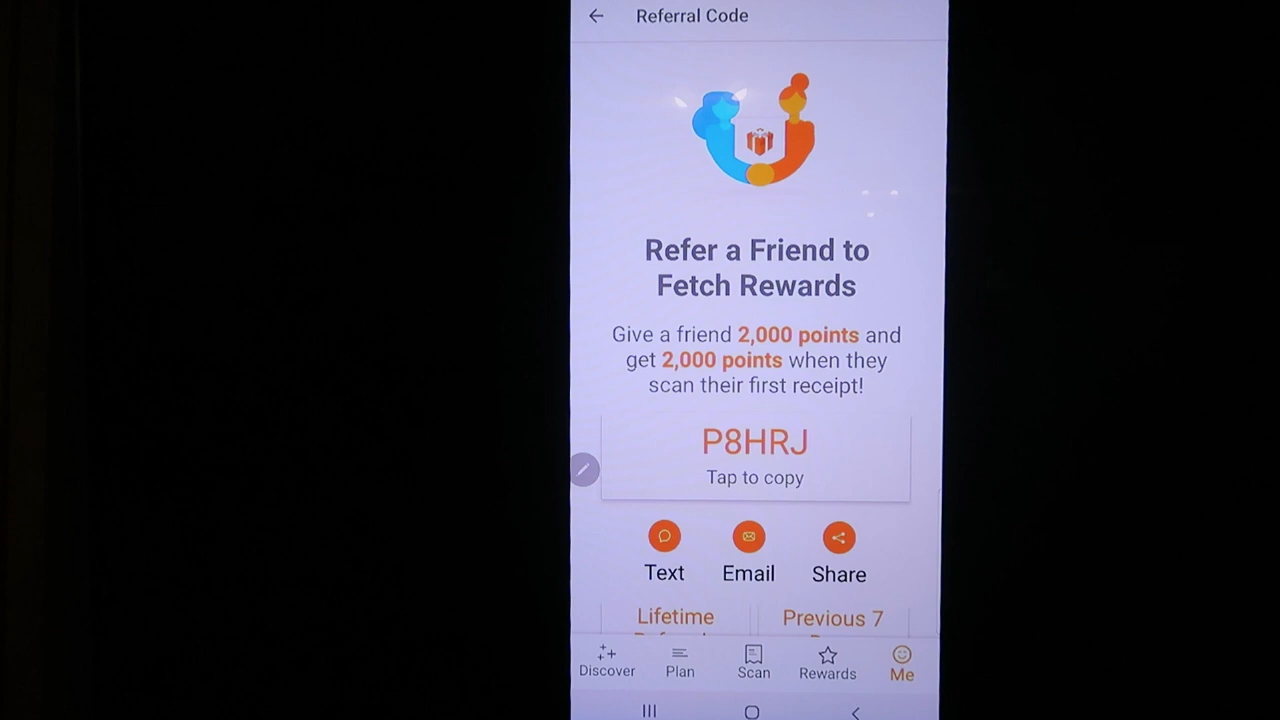 Referral Code
Refer a Friend to
Fetch Rewards
Give a friend 2,000 points and
get 2,000 points when they
scan their first receipt!
P8HRJ
Tap to copy
Text Email Share
Lifetime Previous 7
Discover Plan Scan Rewards Me